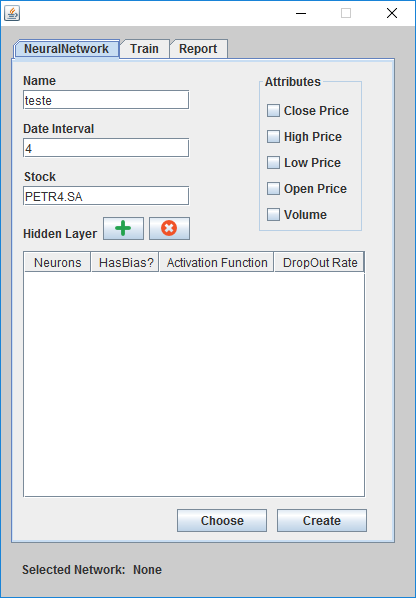 NeuralNetwork Train Report
Name
teste
Date Interval
4
Stock
PETR4.SA
Hidden Layer
Attributes
Close Price
High Price
Low Price
Open Price
Volume
Neurons HasBias? Activation Function DropOut Rate
Choose Create
Selected Network: None